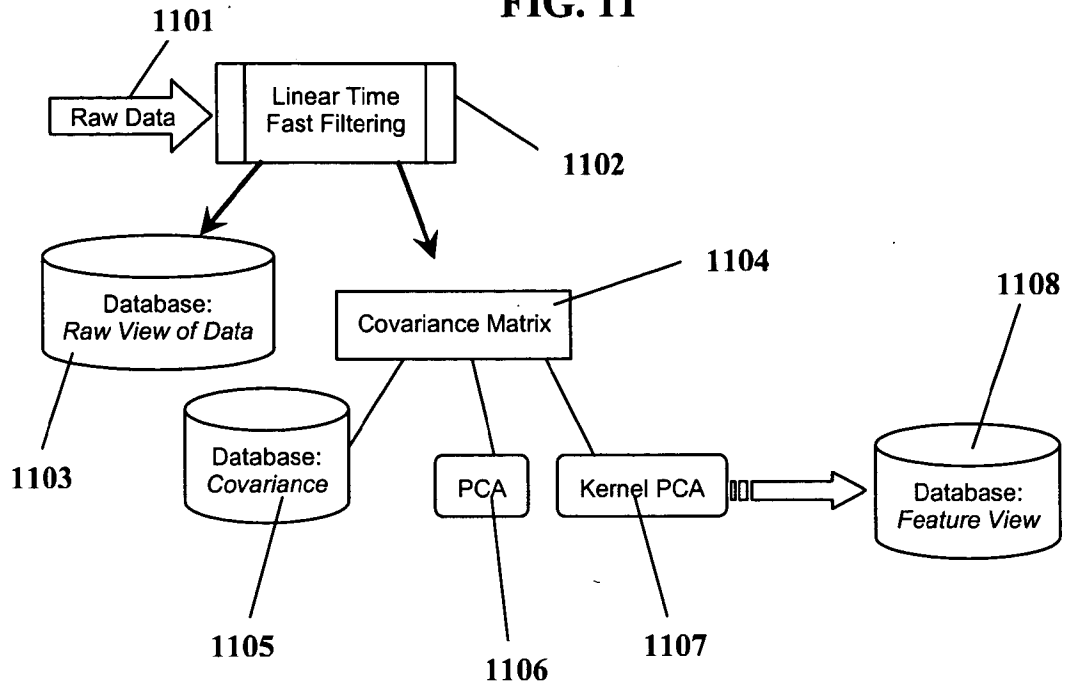 FIG. 11
1101
Raw Data
Linear Time
Fast Filtering
1102
1104
1108
Database:
Raw View of Data
Covariance Matrix
1103
Database:
Covariance
PCA
Kernel PCA
Database:
Feature View
1105
1106
1107